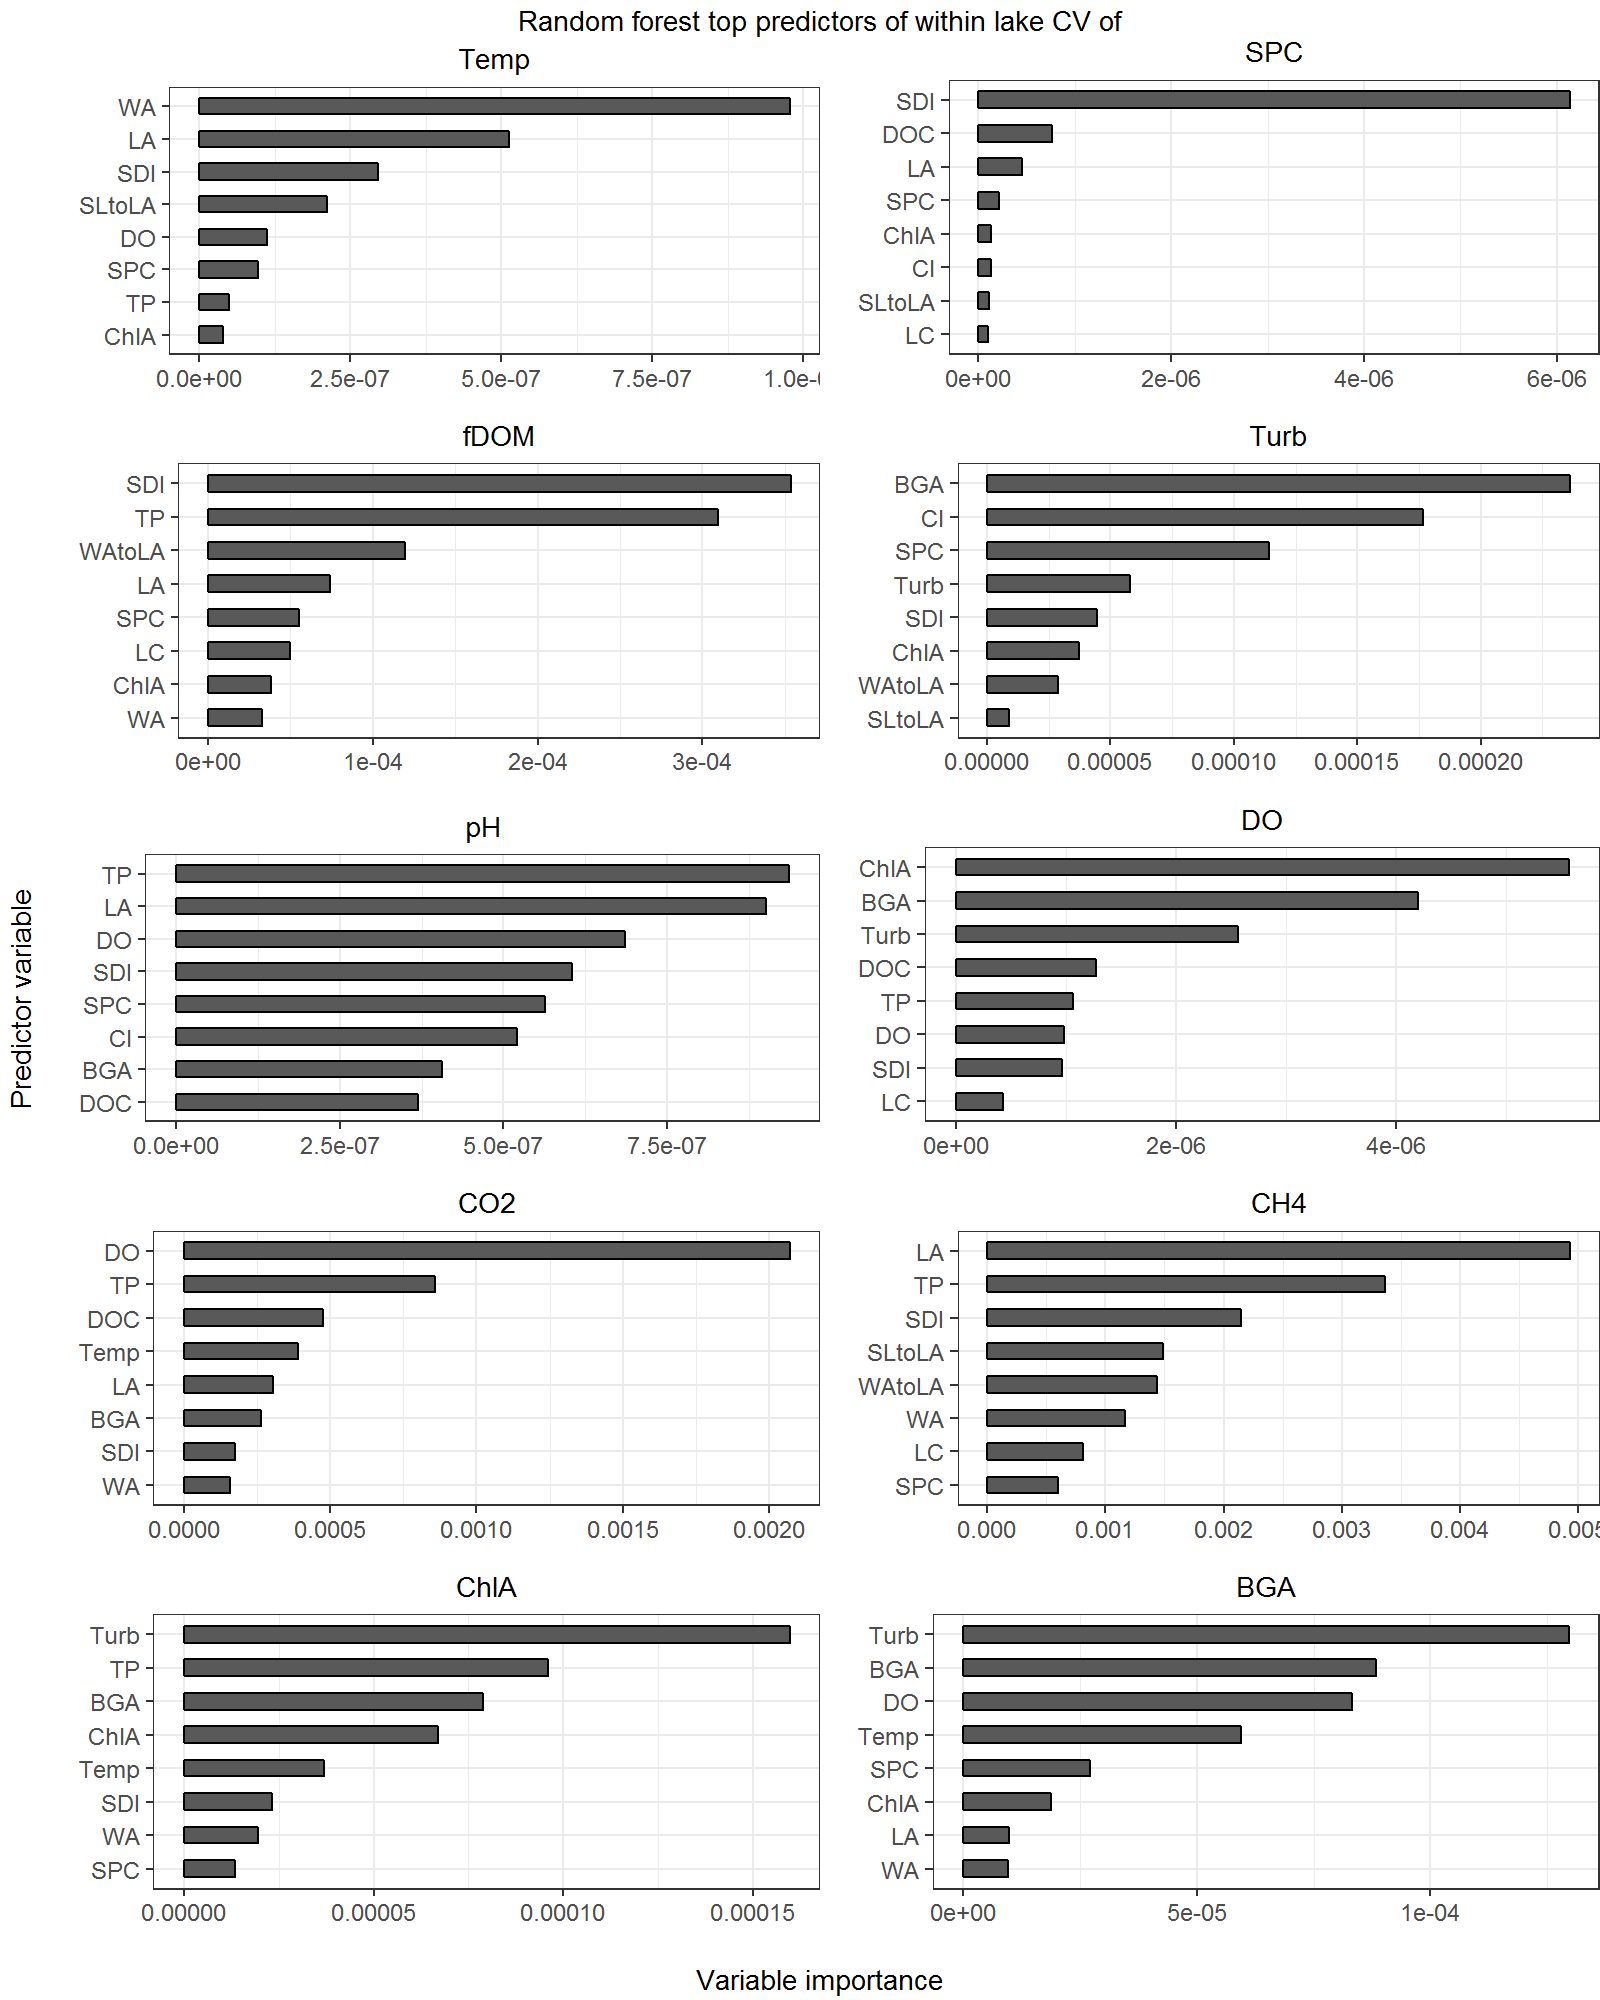 Random forest top predictors of within lake CV of
Temp
WA
LA
SDI
SLtoLA
DO
SPC
TP
ChlA
0.0e+00 2.5e-07 5.0e-07 7.5e-07 1.0e-0
SPC
SDI
DOC
LA
SPC
ChlA
CI
SLtoLA
LC
0e+00 2e-06 4e-06 6e-06
fDOM
SDI
TP
WAtoLA
LA
SPC
LC
ChlA
WA
0e+00 1e-04 2e-04 3e-04
Turb
BGA
CI
SPC
Turb
SDI
ChlA
WAtoLA
SLtoLA
0.00000 0.00005 0.00010 0.00015 0.00020
Predictor variable
pH
TP
LA
DO
SDI
SPC
CI
BGA
DOC
0.0e+00 2.5e-07 5.0e-07 7.5e-07
DO
ChlA
BGA
Turb
DOC
TP
DO
SDI
LC
0e+00 2e-06 4e-06
CO2
DO
TP
DOC
Temp
LA
BGA
SDI
WA
0.0000 0.0005 0.0010 0.0015 0.0020
CH4
LA
TP
SDI
SLtoLA
WAtoLA
WA
LC
SPC
0.000 0.001 0.002 0.003 0.004 0.005
ChlA
Turb
TP
BGA
ChlA
Temp
SDI
WA
SPC
0.00000 0.00005 0.00010 0.00015
BGA
Turb
BGA
DO
Temp
SPC
ChlA
LA
WA
0e+00 5e-05 1e-04
Variable importance